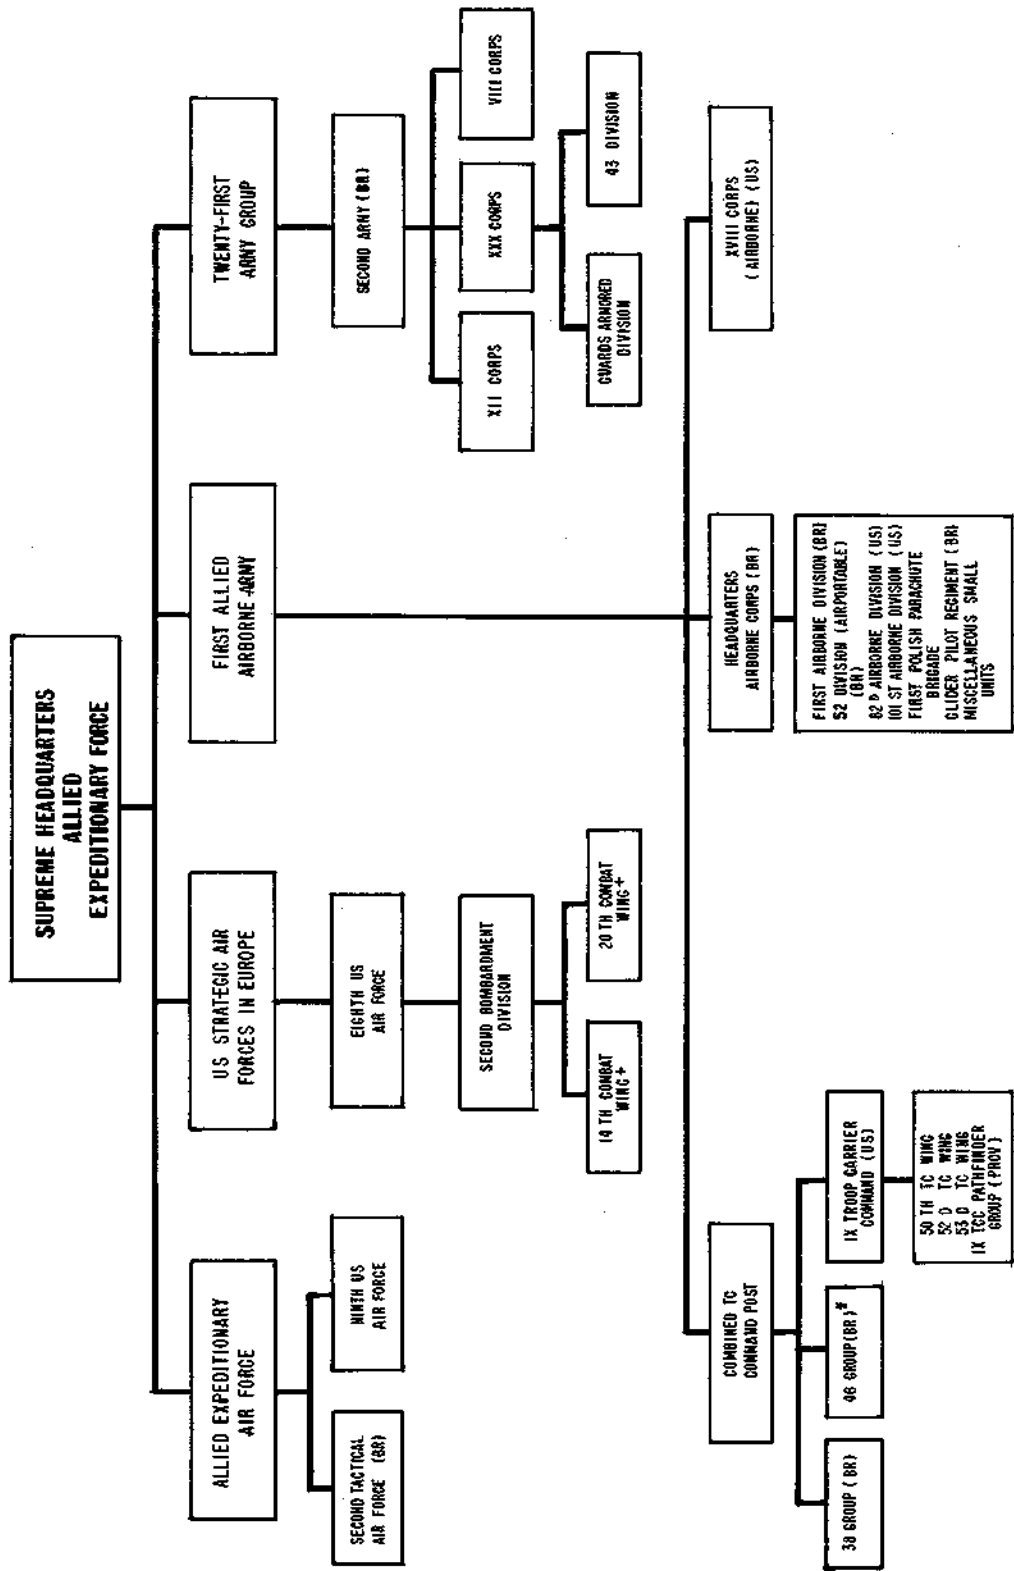 SUPREME HEADQUARTERS
ALLIED
EXPEDITIONARY FORCE
ALLIED EXPEDITIONARY
AIR FORCE
US STRATEGIC AIR
FORCES IN EUROPE
FIRST ALLIED
AIRBORNE ARMY
TWENTY-FIRST
ARMY GROUP
SECOND TACTICAL
AIR FORCE (BR)
NINTH US
AIR FORCE
EIGHTH US
AIR FORCE
SECOND ARMY (BR)
SECOND BOMBARDMENT
DIVISION
XII CORPS
XXX CORPS
VIII CORPS
14 TH COMBAT
WING+
20 TH COMBAT
WING+
GUARDS ARMORED
DIVISION
43 DIVISION
COMBINED TC
COMMAND POST
HEADQUARTERS
AIRBORNE CORPS (BR)
XVIII CORPS
(AIRBORNE) (US)
38 GROUP (BR)
46 GROUP (BR)*
IX TROOP CARRIER
COMMAND (US)
FIRST AIRBORNE DIVISION (BR)
52 DIVISION (AIRPORTABLE)
(BR)
82 D AIRBORNE DIVISION (US)
101 ST AIRBORNE DIVISION (US)
FIRST POLISH PARACHUTE
BRIGADE
GLIDER PILOT REGIMENT (BR)
MISCELLANEOUS SMALL
UNITS
50 TH TC WING
52 D TC WING
53 D TC WING
IX TCC PATHFINDER
GROUP (PROV)